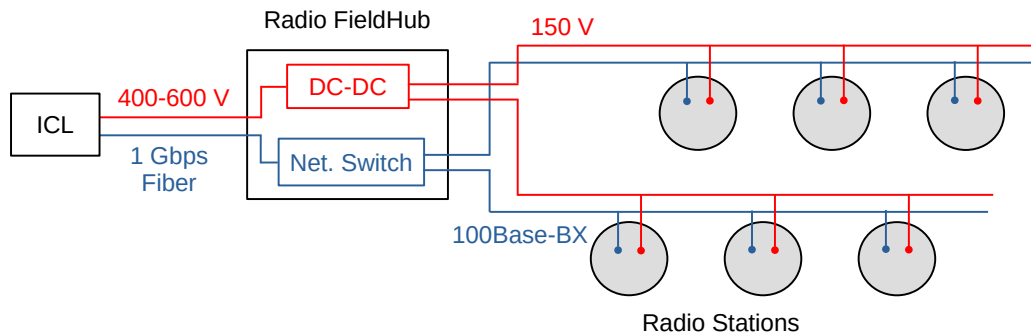 Radio FieldHub
150 V
400-600 V
DC-DC
ICL
1 Gbps
Fiber
Net. Switch
100Base-BX
Radio Stations